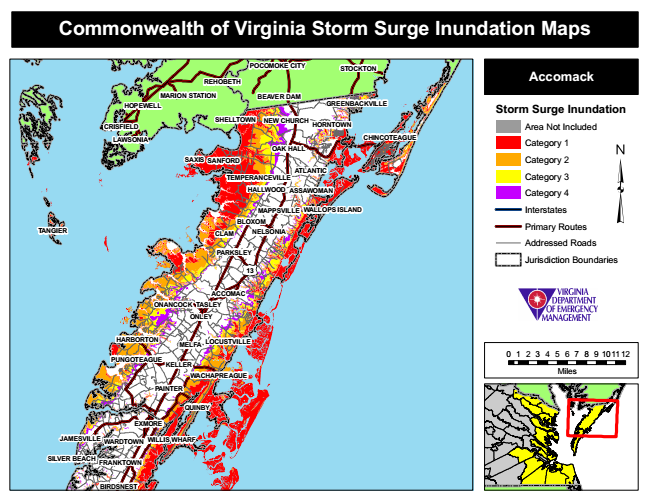 Commonwealth of Virginia Storm Surge Inundation Maps
POCOMOKE CITY
STOCKTON
REHOBETH
MARION STATION
BEAVER DAM
HOPEWELL
GREENBACKVILLE
SHELLTOWN
NEW CHURCH
CRISFIELD
HORNTOWN
LAWSONIA
CHINCOTEAGUE
OAK HALL
SAXIS
SANFORD
ATLANTIC
TEMPERANCEVILLE
HALLWOOD
ASSAWOMAN
MAPPSVILLE
WALLOPS ISLAND
BLOXOM
TANGIER
CLAM
NELSONIA
PARKSLEY
13
ACCOMAC
ONANCOCK
TASLEY
ONLEY
HARBORTON
MELFA
LOCUSTVILLE
PUNGOTEAGUE
KELLER
WACHAPREAGUE
PAINTER
QUINBY
EXMORE
JAMESVILLE
WARDTOWN
WILLIS WHARF
SILVER BEACH
FRANKTOWN
BIRDSNEST
Accomack
Storm Surge Inundation
Area Not Included
Category 1
Category 2
Category 3
Category 4
Interstates
Primary Routes
Addressed Roads
Jurisdiction Boundaries
N
VIRGINIA
DEPARTMENT
OF EMERGENCY
MANAGEMENT
0 1 2 3 4 5 6 7 8 9 10 11 12
Miles